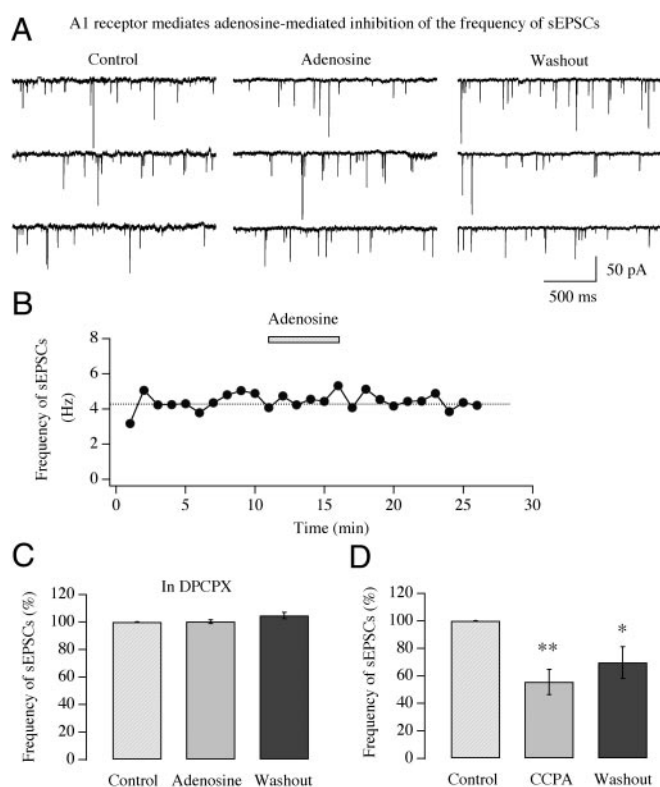 A1 receptor mediates adenosine-mediated inhibition of the frequency of sEPSCs
A
Control
Adenosine
Washout
50 pA
500 ms
B
Adenosine
Frequency of sEPSCs
(Hz)
8
6
4
2
0
0
5
10
15
20
25
30
Time (min)
C
In DPCPX
Frequency of sEPSCs (%)
120
100
80
60
40
20
0
Control
Adenosine
Washout
D
Frequency of sEPSCs (%)
120
100
80
60
40
20
0
**
*
Control
CCPA
Washout